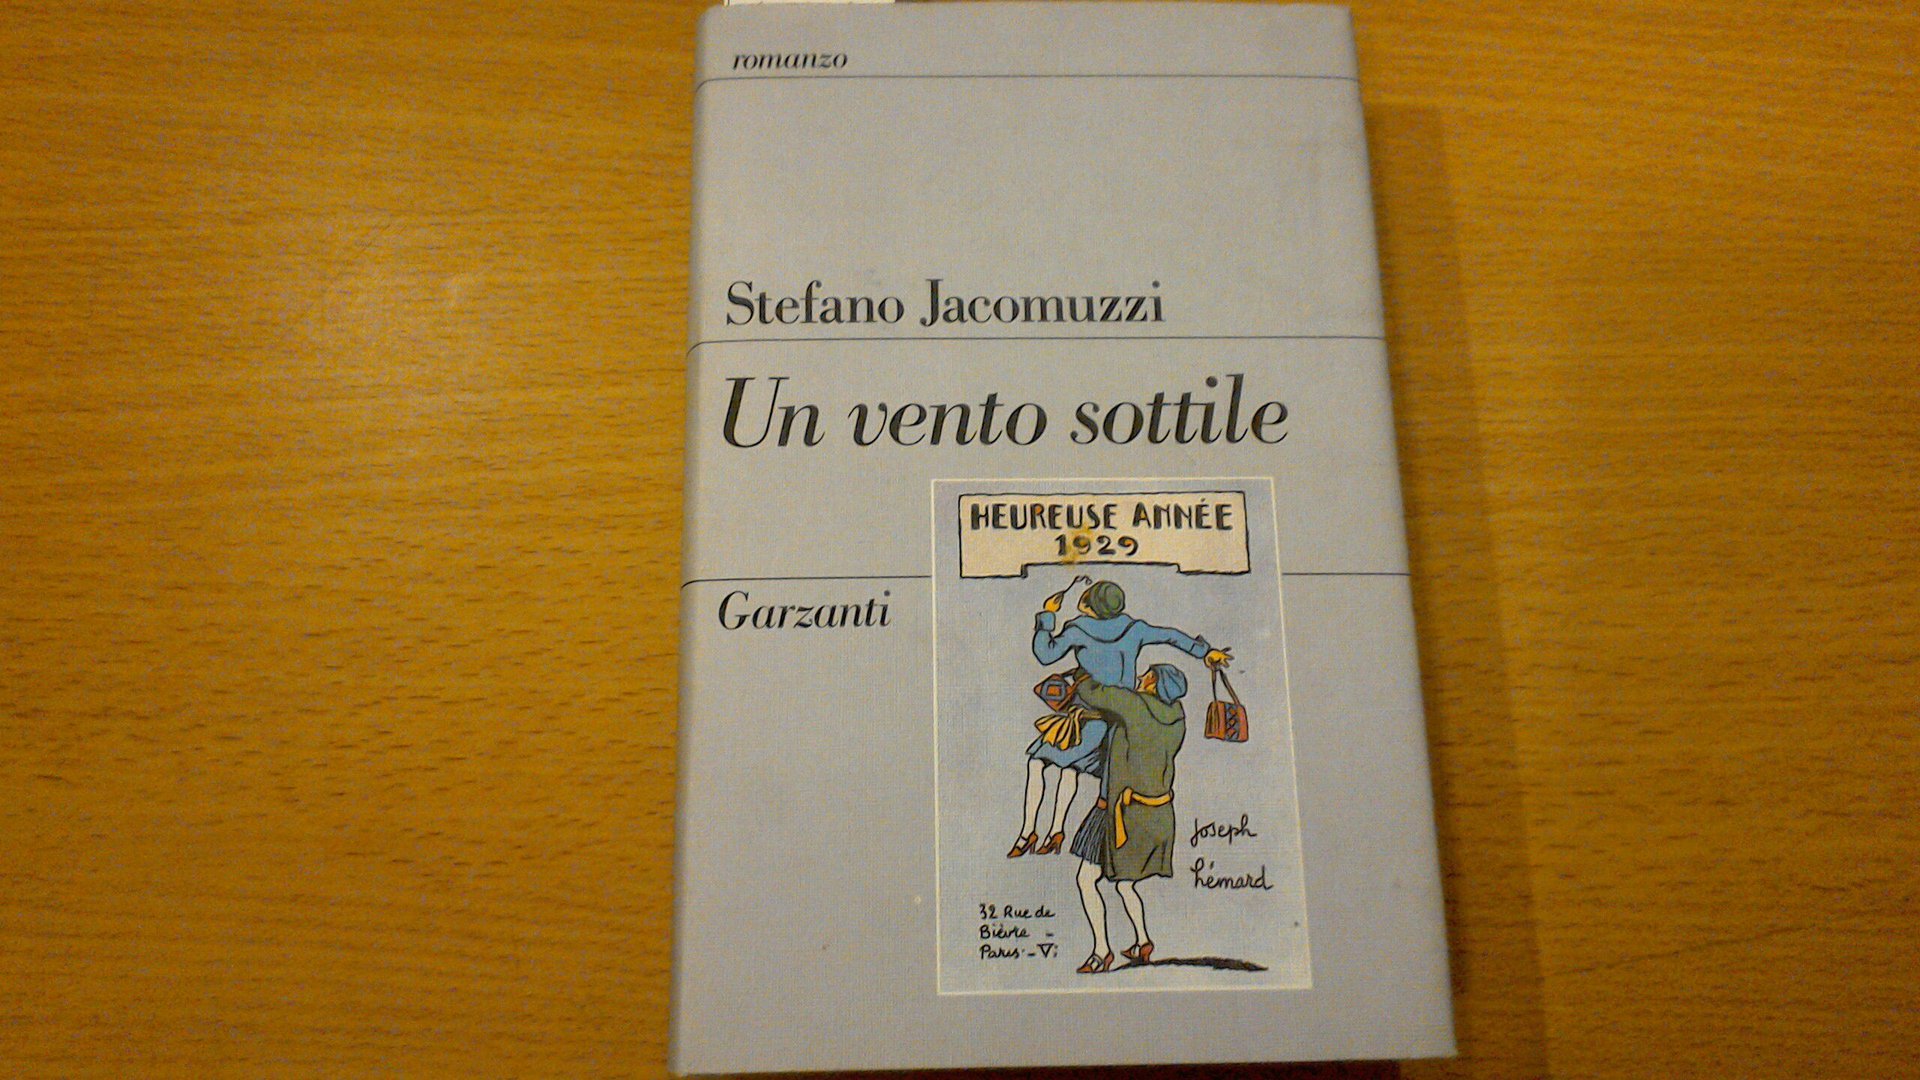 romanzo
Stefano Jacomuzzi
Un vento sottile
HEUREUSE ANNÉE
1929
Garzanti
Joseph
hémard
32 Rue de
Bièvre -
Paris - Vi